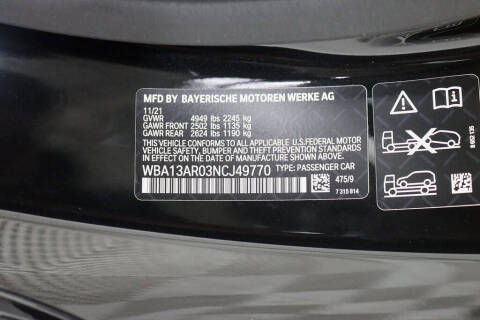 MFD BY BAYERISCHE MOTOREN WERKE AG
11/21
GVWR 4949 lbs 2245 kg
GAWR FRONT 2502 lbs 1135 kg
GAWR REAR 2624 lbs 1190 kg
THIS VEHICLE CONFORMS TO ALL APPLICABLE U.S.FEDERAL MOTOR
VEHICLE SAFETY, BUMPER, AND THEFT PREVENTION STANDARDS
IN EFFECT ON THE DATE OF MANUFACTURE SHOWN ABOVE.
WBA13AR03NCJ49770 TYPE: PASSENGER CAR
475/9
7 315 814